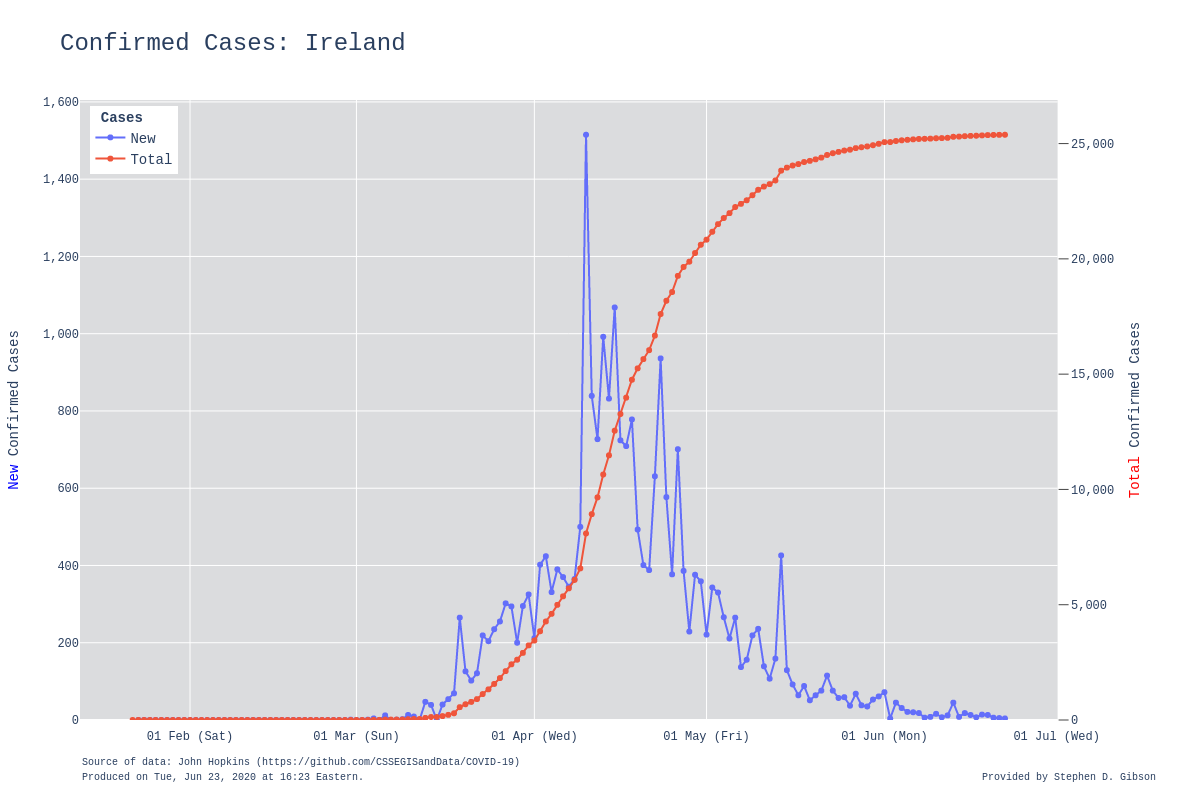 Confirmed Cases: Ireland
Cases
New
Total
1,600
1,400
1,200
1,000
800
600
400
200
0
25,000
20,000
15,000
10,000
5,000
0
New Confirmed Cases
Total Confirmed Cases
01 Feb (Sat)
01 Mar (Sun)
01 Apr (Wed)
01 May (Fri)
01 Jun (Mon)
01 Jul (Wed)
Source of data: John Hopkins (https://github.com/CSSEGISandData/COVID-19)
Produced on Tue, Jun 23, 2020 at 16:23 Eastern.
Provided by Stephen D. Gibson